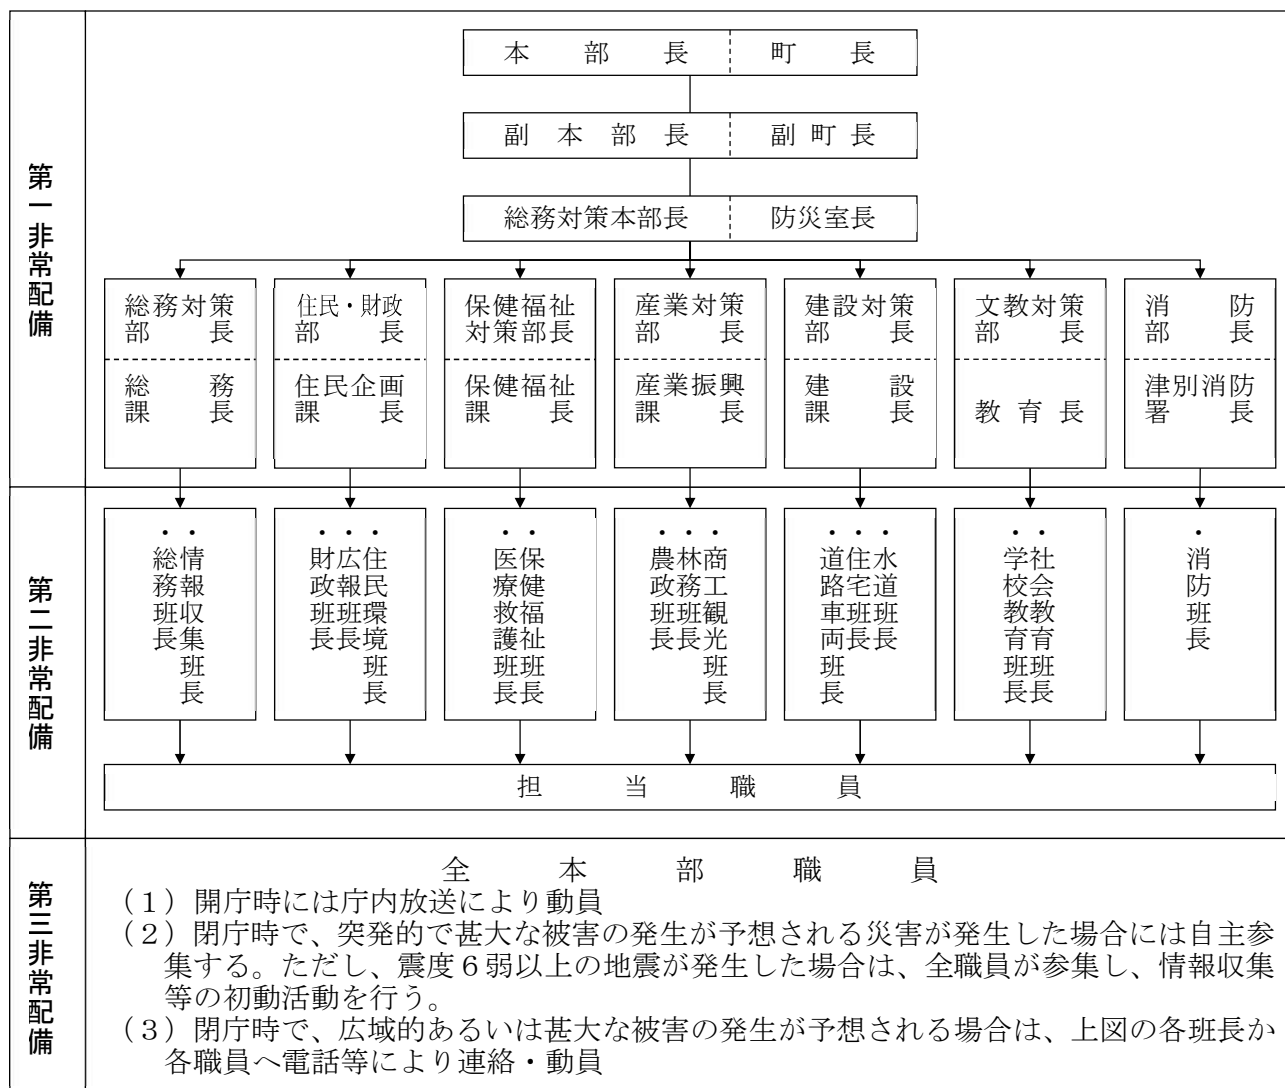 第一非常配備
本部長 町長
副本部長 副町長
総務対策本部長 防災室長
総務対策
部長
総務
課長
住民・財政
部長
住民企画
課長
保健福祉
対策部長
保健福祉
課長
産業対策
部長
産業振興
課長
建設対策
部長
建設
課長
文教対策
部長
教育長
消防
部長
津別消防
署長
第二非常配備
・情報収集班長
・総務班長
・住民環境班長
・広報班長
・財政班長
・保健福祉班長
・医療救護班長
・商工観光班長
・林務班長
・農政班長
・水道班長
・住宅班長
・道路車両班長
・社会教育班長
・学校教育班長
・消防班長
担当職員
第三非常配備
全本部職員
(1)開庁時には庁内放送により動員
(2)閉庁時で、突発的で甚大な被害の発生が予想される災害が発生した場合には自主参
集する。ただし、震度6弱以上の地震が発生した場合は、全職員が参集し、情報収集
等の初動活動を行う。
(3)閉庁時で、広域的あるいは甚大な被害の発生が予想される場合は、上図の各班長か
各職員へ電話等により連絡・動員